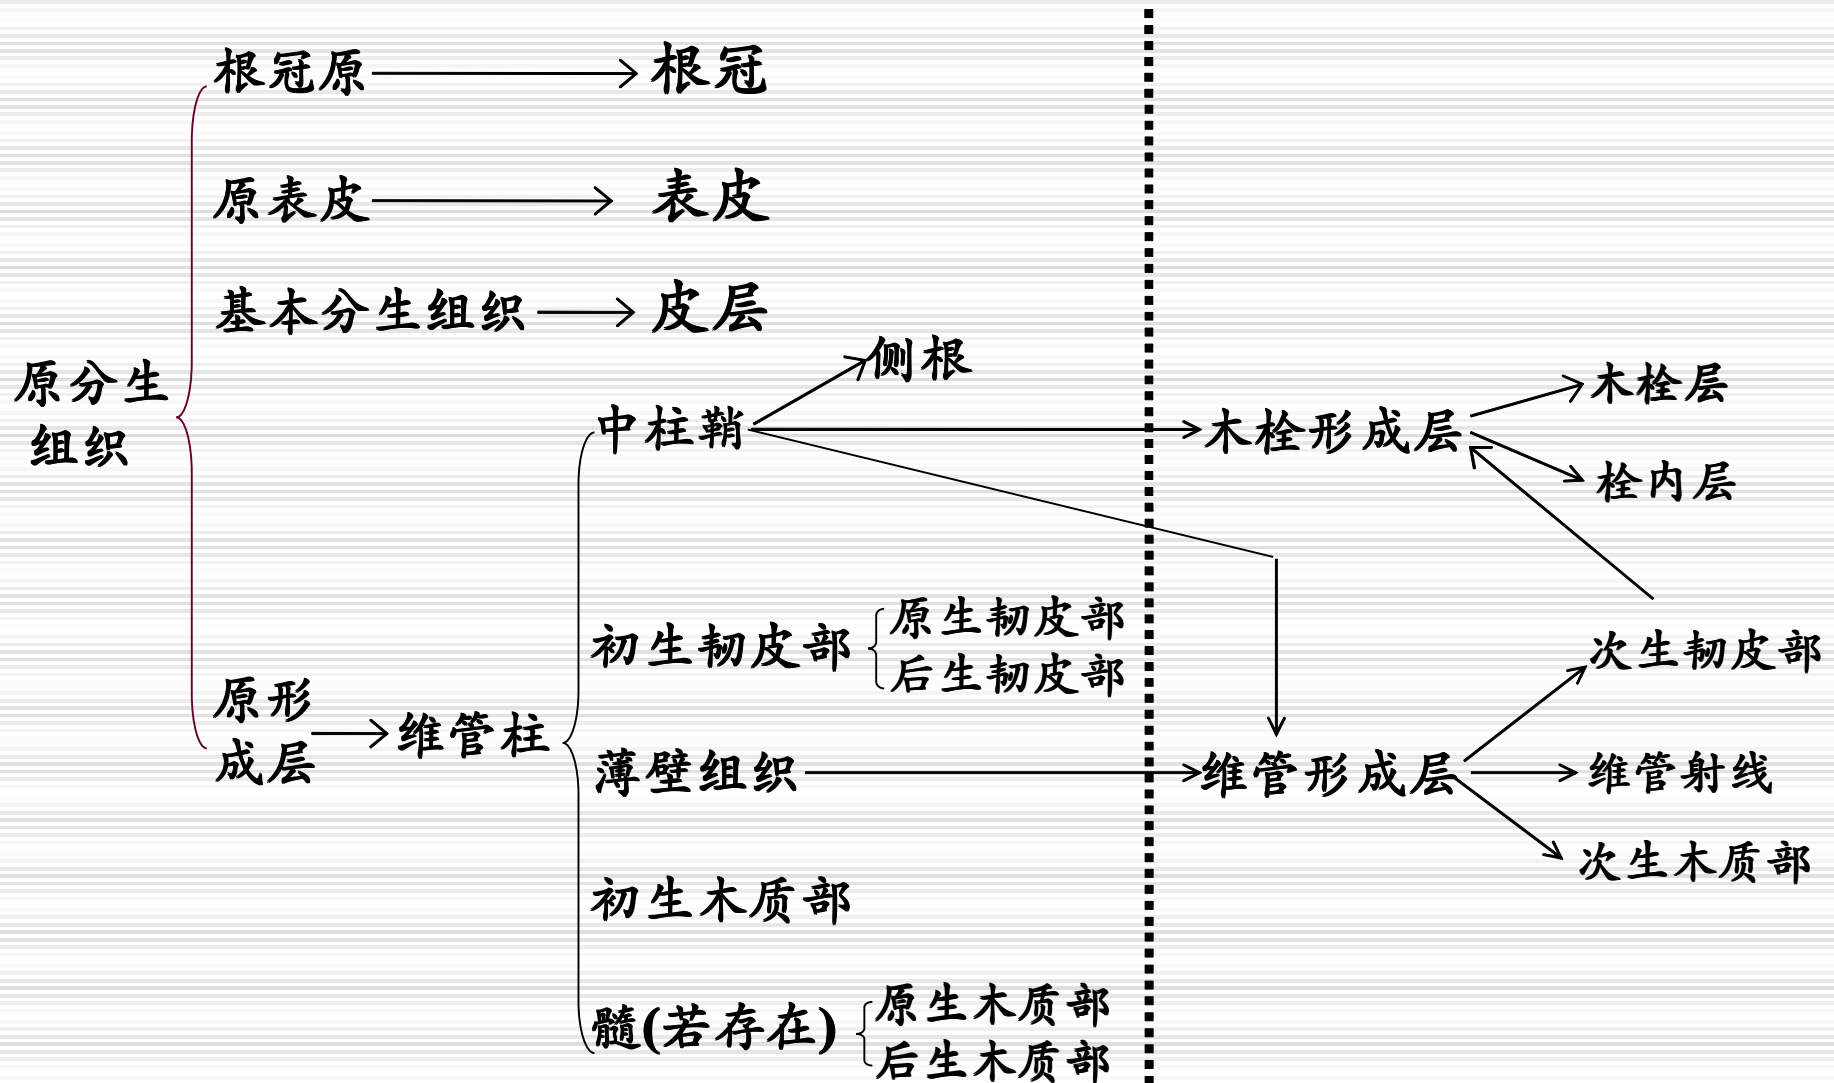 根冠原
根冠
原表皮
表皮
基本分生组织
皮层
原分生
组织
侧根
中柱鞘
木栓形成层
木栓层
栓内层
初生韧皮部
原生韧皮部
后生韧皮部
次生韧皮部
原形
成层
维管柱
薄壁组织
维管形成层
维管射线
次生木质部
初生木质部
髓(若存在)
原生木质部
后生木质部